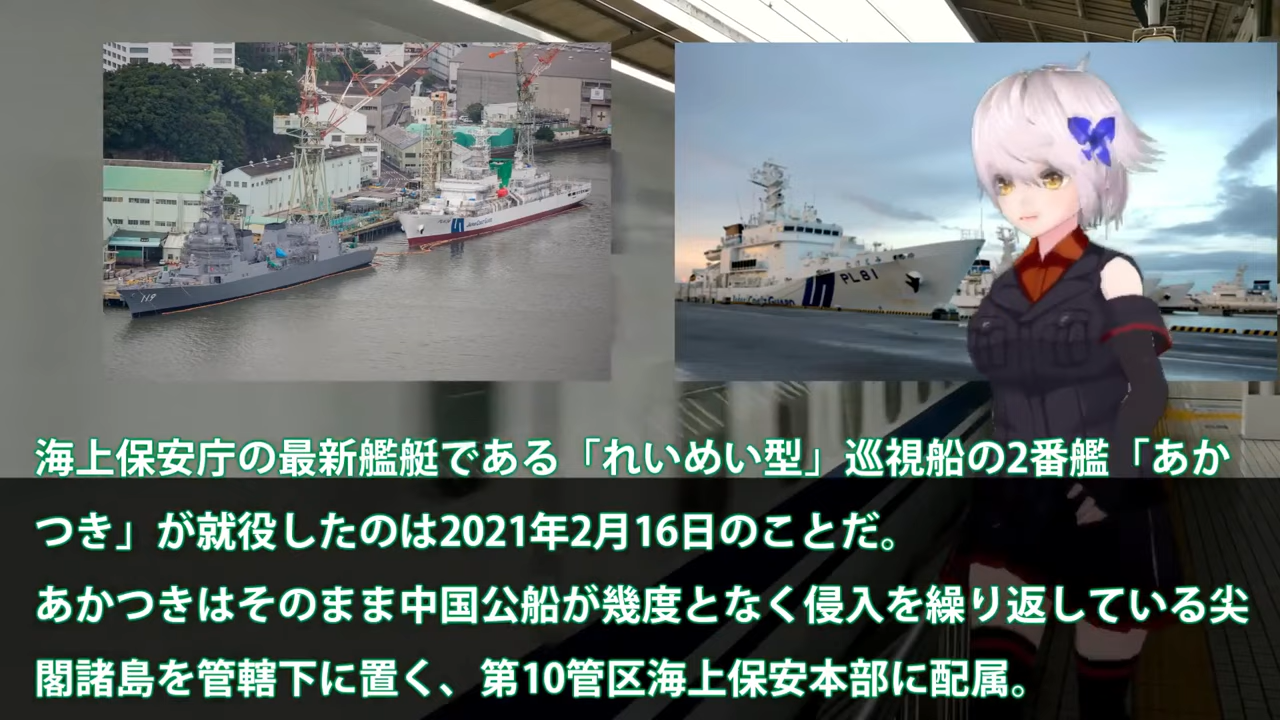 119
PL81
海上保安庁の最新艦艇である「れいめい型」巡視船の2番艦「あか
つき」が就役したのは2021年2月16日のことだ。
あかつきはそのまま中国公船が幾度となく侵入を繰り返している尖
閣諸島を管轄下に置く、第10管区海上保安本部に配属。